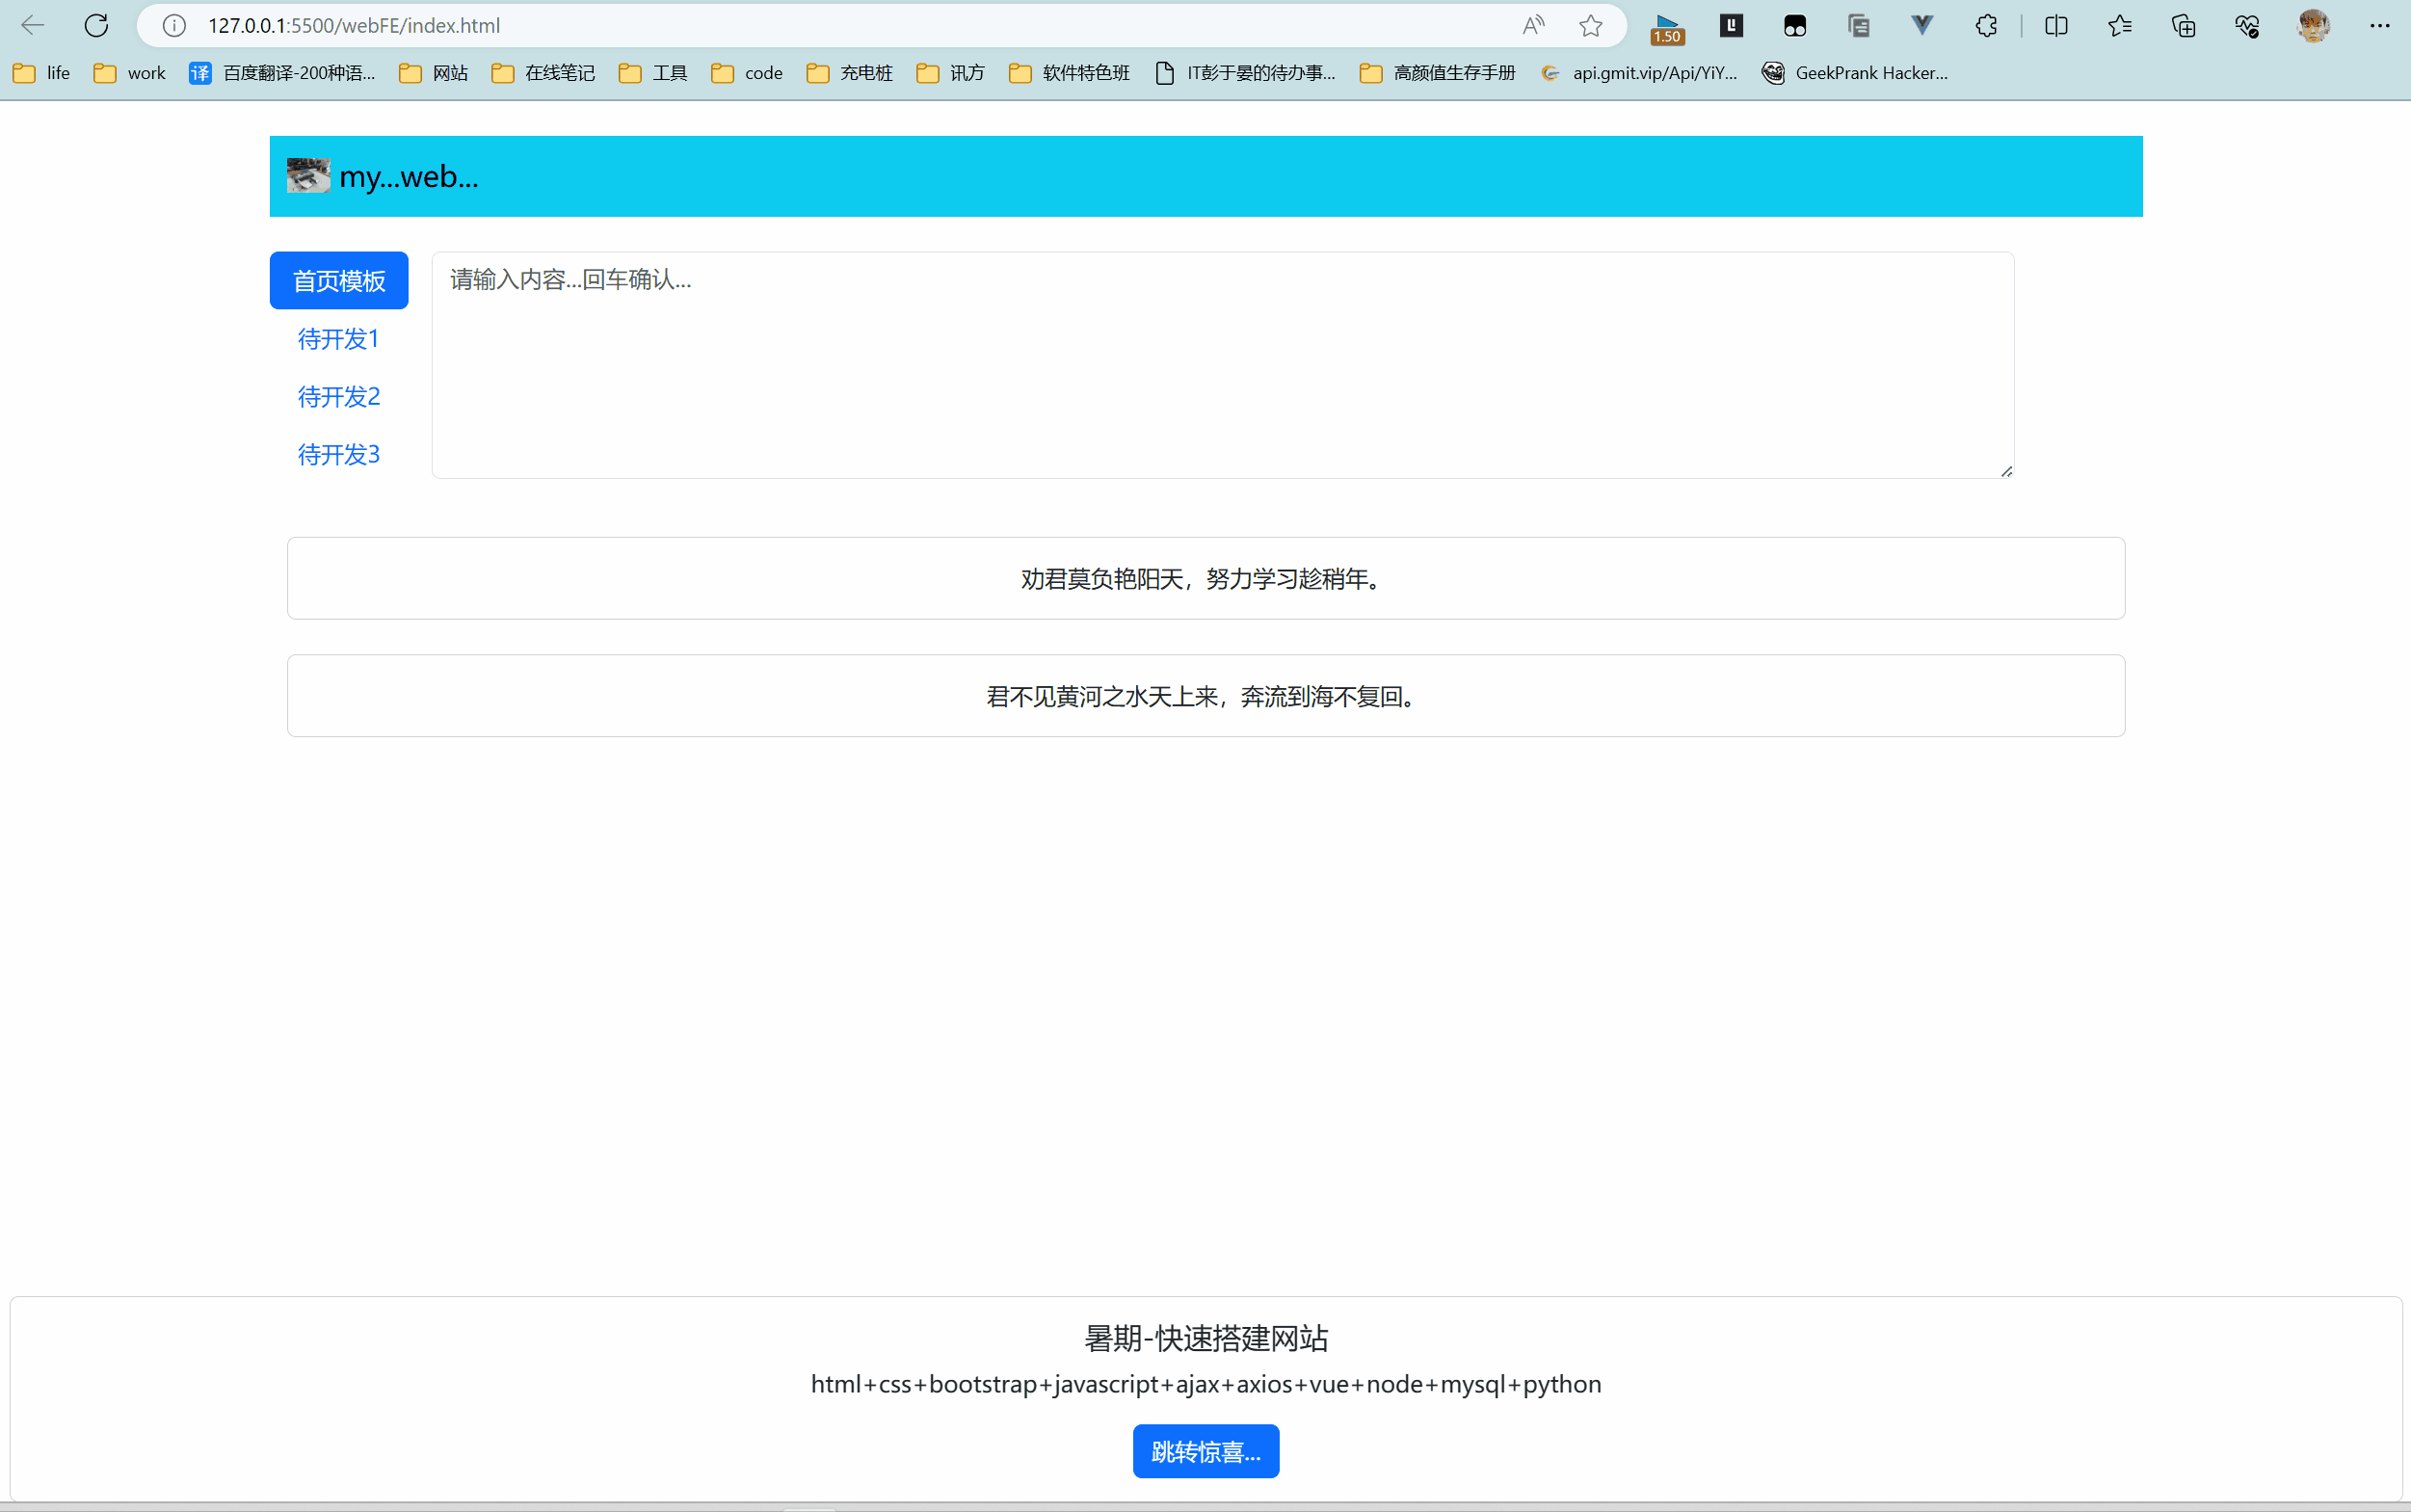 127.0.0.1:5500/webFE/index.html
1.50
life work 译 百度翻译-200种语... 网站 在线笔记 工具 code 充电桩 讯方 软件特色班 IT彭于晏的待办事... 高颜值生存手册 api.gmit.vip/Api/YiY... GeekPrank Hacker...
my...web...
首页模板
请输入内容...回车确认...
待开发1
待开发2
待开发3
劝君莫负艳阳天，努力学习趁稍年。
君不见黄河之水天上来，奔流到海不复回。
暑期-快速搭建网站
html+css+bootstrap+javascript+ajax+axios+vue+node+mysql+python
跳转惊喜...